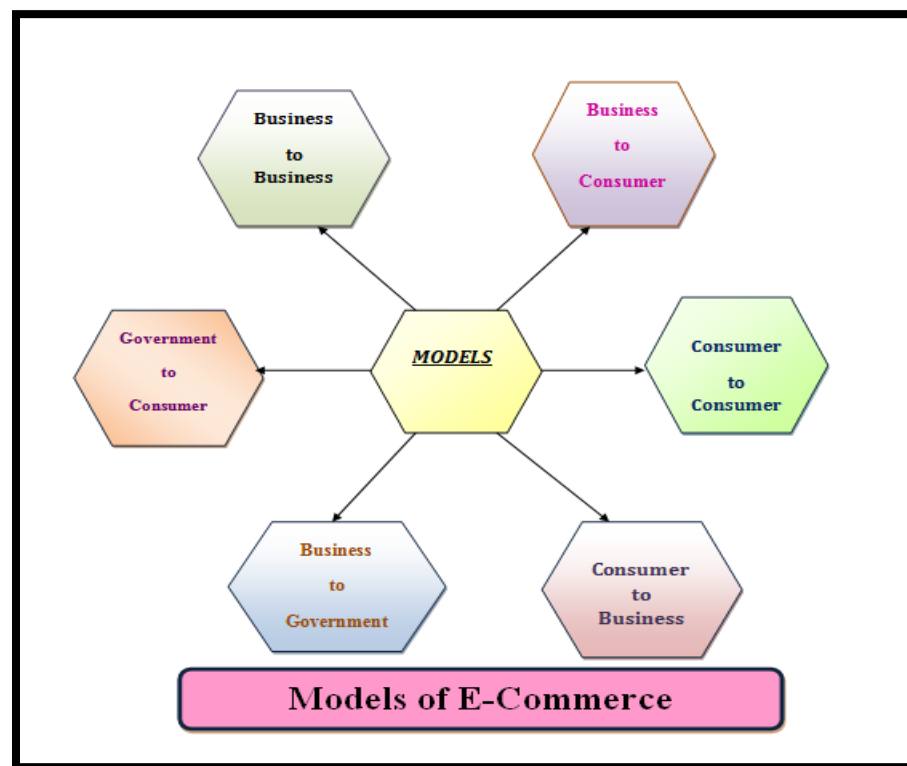 Business
to
Business
Business
to
Consumer
Government
to
Consumer
MODELS
Consumer
to
Consumer
Business
to
Government
Consumer
to
Business
Models of E-Commerce